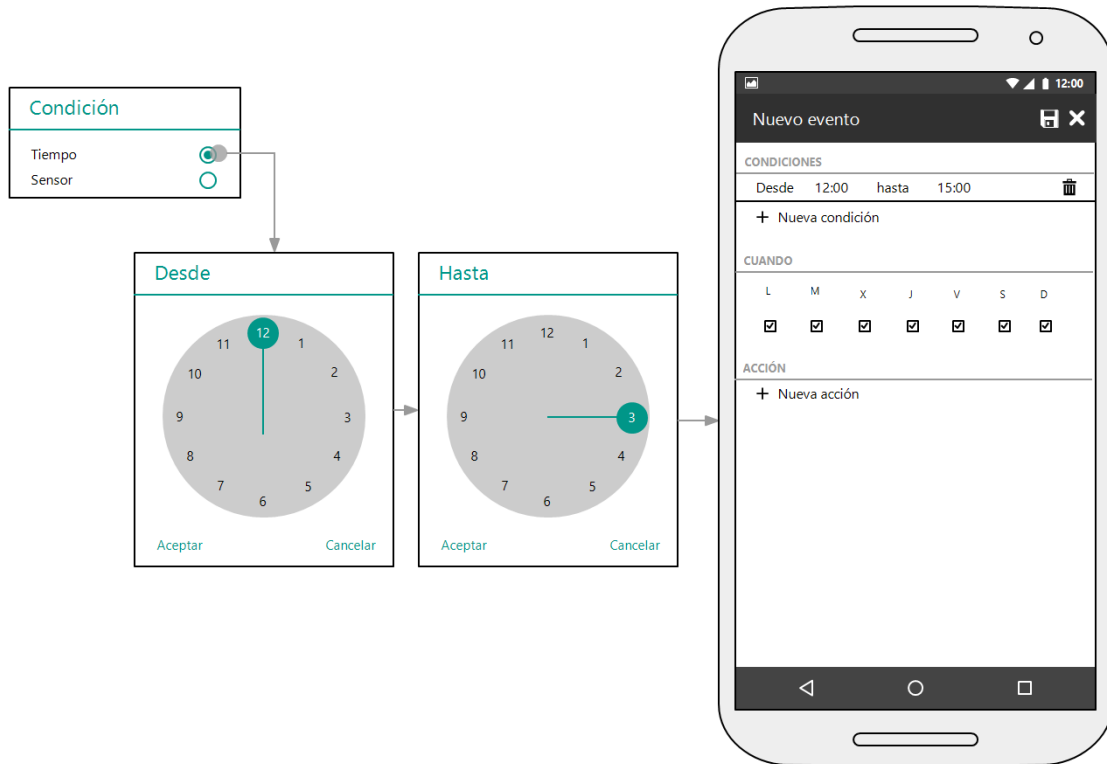 Condición
Tiempo
Sensor
Desde
12
1
2
3
4
5
6
7
8
9
10
11
Aceptar Cancelar
Hasta
12
1
2
3
4
5
6
7
8
9
10
11
Aceptar Cancelar
12:00
Nuevo evento
CONDICIONES
Desde 12:00 hasta 15:00
+ Nueva condición
CUANDO
L M X J V S D
ACCIÓN
+ Nueva acción